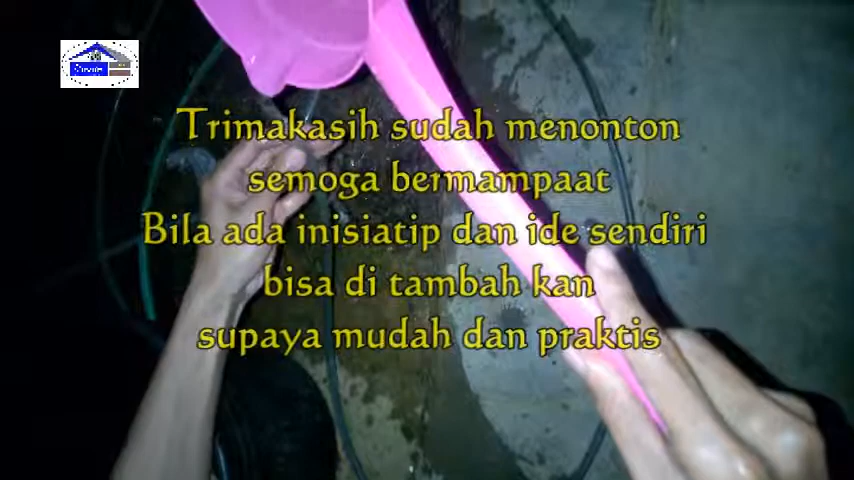 Trimakasih sudah menonton
semoga bermampaat
Bila ada inisiatip dan ide sendiri
bisa di tambah kan
supaya mudah dan praktis